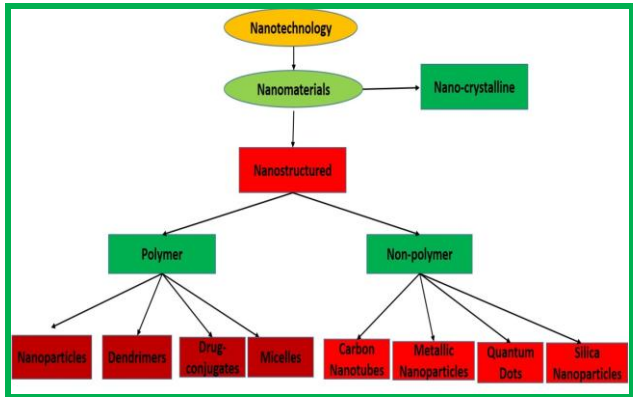 Nanotechnology
Nanomaterials
Nano-crystalline
Nanostructured
Polymer
Non-polymer
Nanoparticles
Dendrimers
Drug-
conjugates
Micelles
Carbon
Nanotubes
Metallic
Nanoparticles
Quantum
Dots
Silica
Nanoparticles